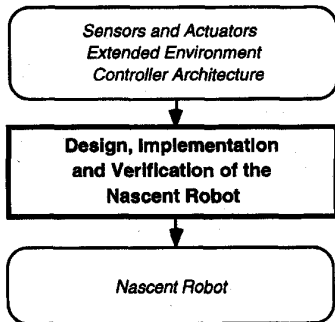 Sensors and Actuators
Extended Environment
Controller Architecture
Design, Implementation
and Verification of the
Nascent Robot
Nascent Robot